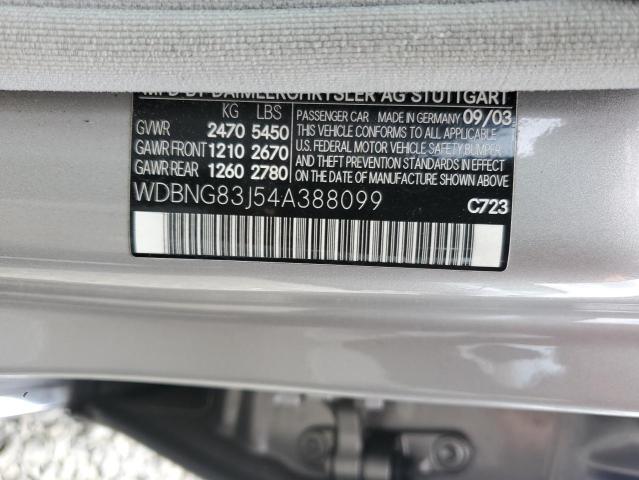 MFD BY DAIMLERCHRYSLER AG STUTTGART
KG LBS
GVWR 2470 5450
GAWR FRONT 1210 2670
GAWR REAR 1260 2780
PASSENGER CAR MADE IN GERMANY 09/03
THIS VEHICLE CONFORMS TO ALL APPLICABLE
U.S. FEDERAL MOTOR VEHICLE SAFETY, BUMPER,
AND THEFT PREVENTION STANDARDS IN EFFECT
ON THE DATE OF MANUFACTURE SHOWN ABOVE.
WDBNG83J54A388099 C723